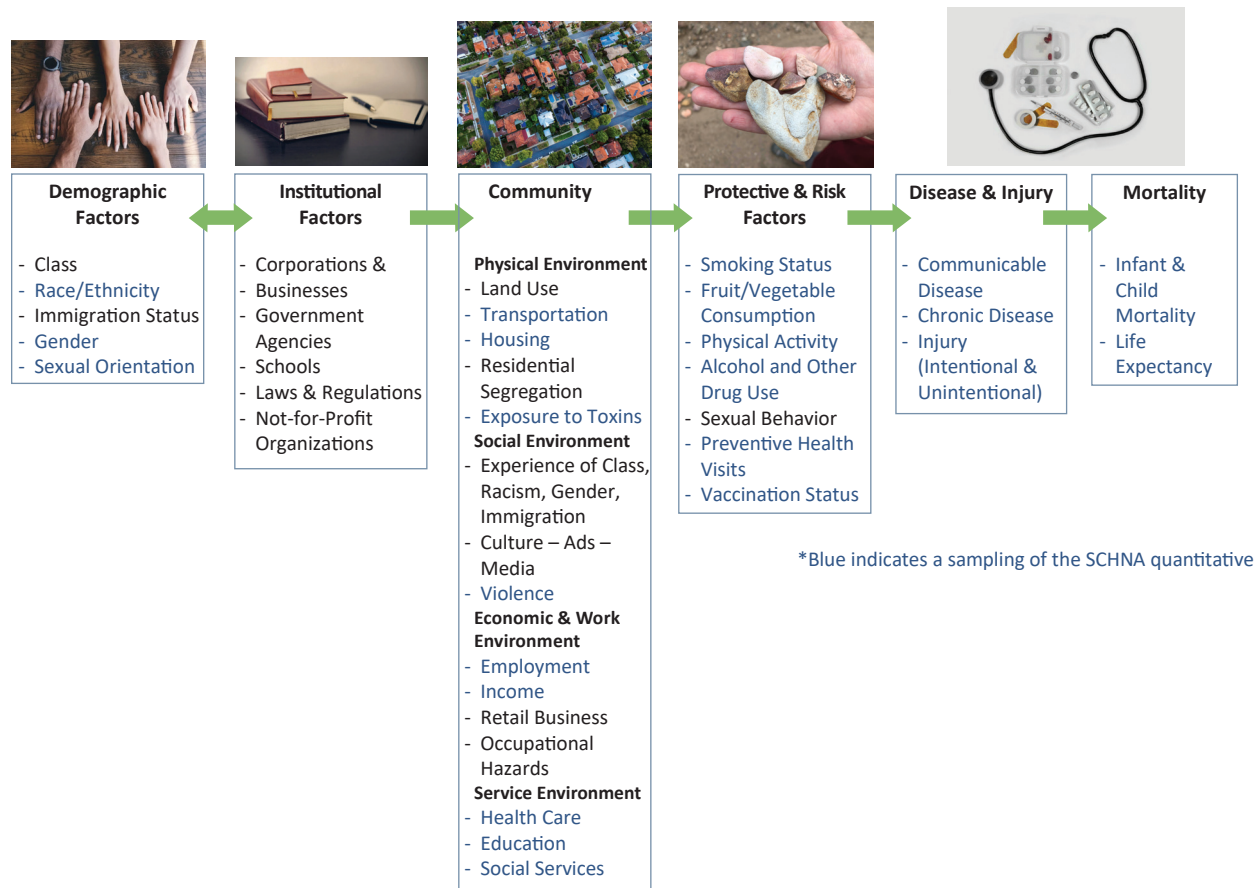 Demographic
Factors
- Class
- Race/Ethnicity
- Immigration Status
- Gender
- Sexual Orientation
Institutional
Factors
- Corporations &
- Businesses
- Government
Agencies
- Schools
- Laws & Regulations
- Not-for-Profit
Organizations
Community
Physical Environment
- Land Use
- Transportation
- Housing
- Residential
Segregation
- Exposure to Toxins
Social Environment
- Experience of Class,
Racism, Gender,
Immigration
- Culture – Ads –
Media
- Violence
Economic & Work
Environment
- Employment
- Income
- Retail Business
- Occupational
Hazards
Service Environment
- Health Care
- Education
- Social Services
Protective & Risk
Factors
- Smoking Status
- Fruit/Vegetable
Consumption
- Physical Activity
- Alcohol and Other
Drug Use
- Sexual Behavior
- Preventive Health
Visits
- Vaccination Status
Disease & Injury
- Communicable
Disease
- Chronic Disease
- Injury
(Intentional &
Unintentional)
Mortality
- Infant &
Child
Mortality
- Life
Expectancy
*Blue indicates a sampling of the SCHNA quantitative